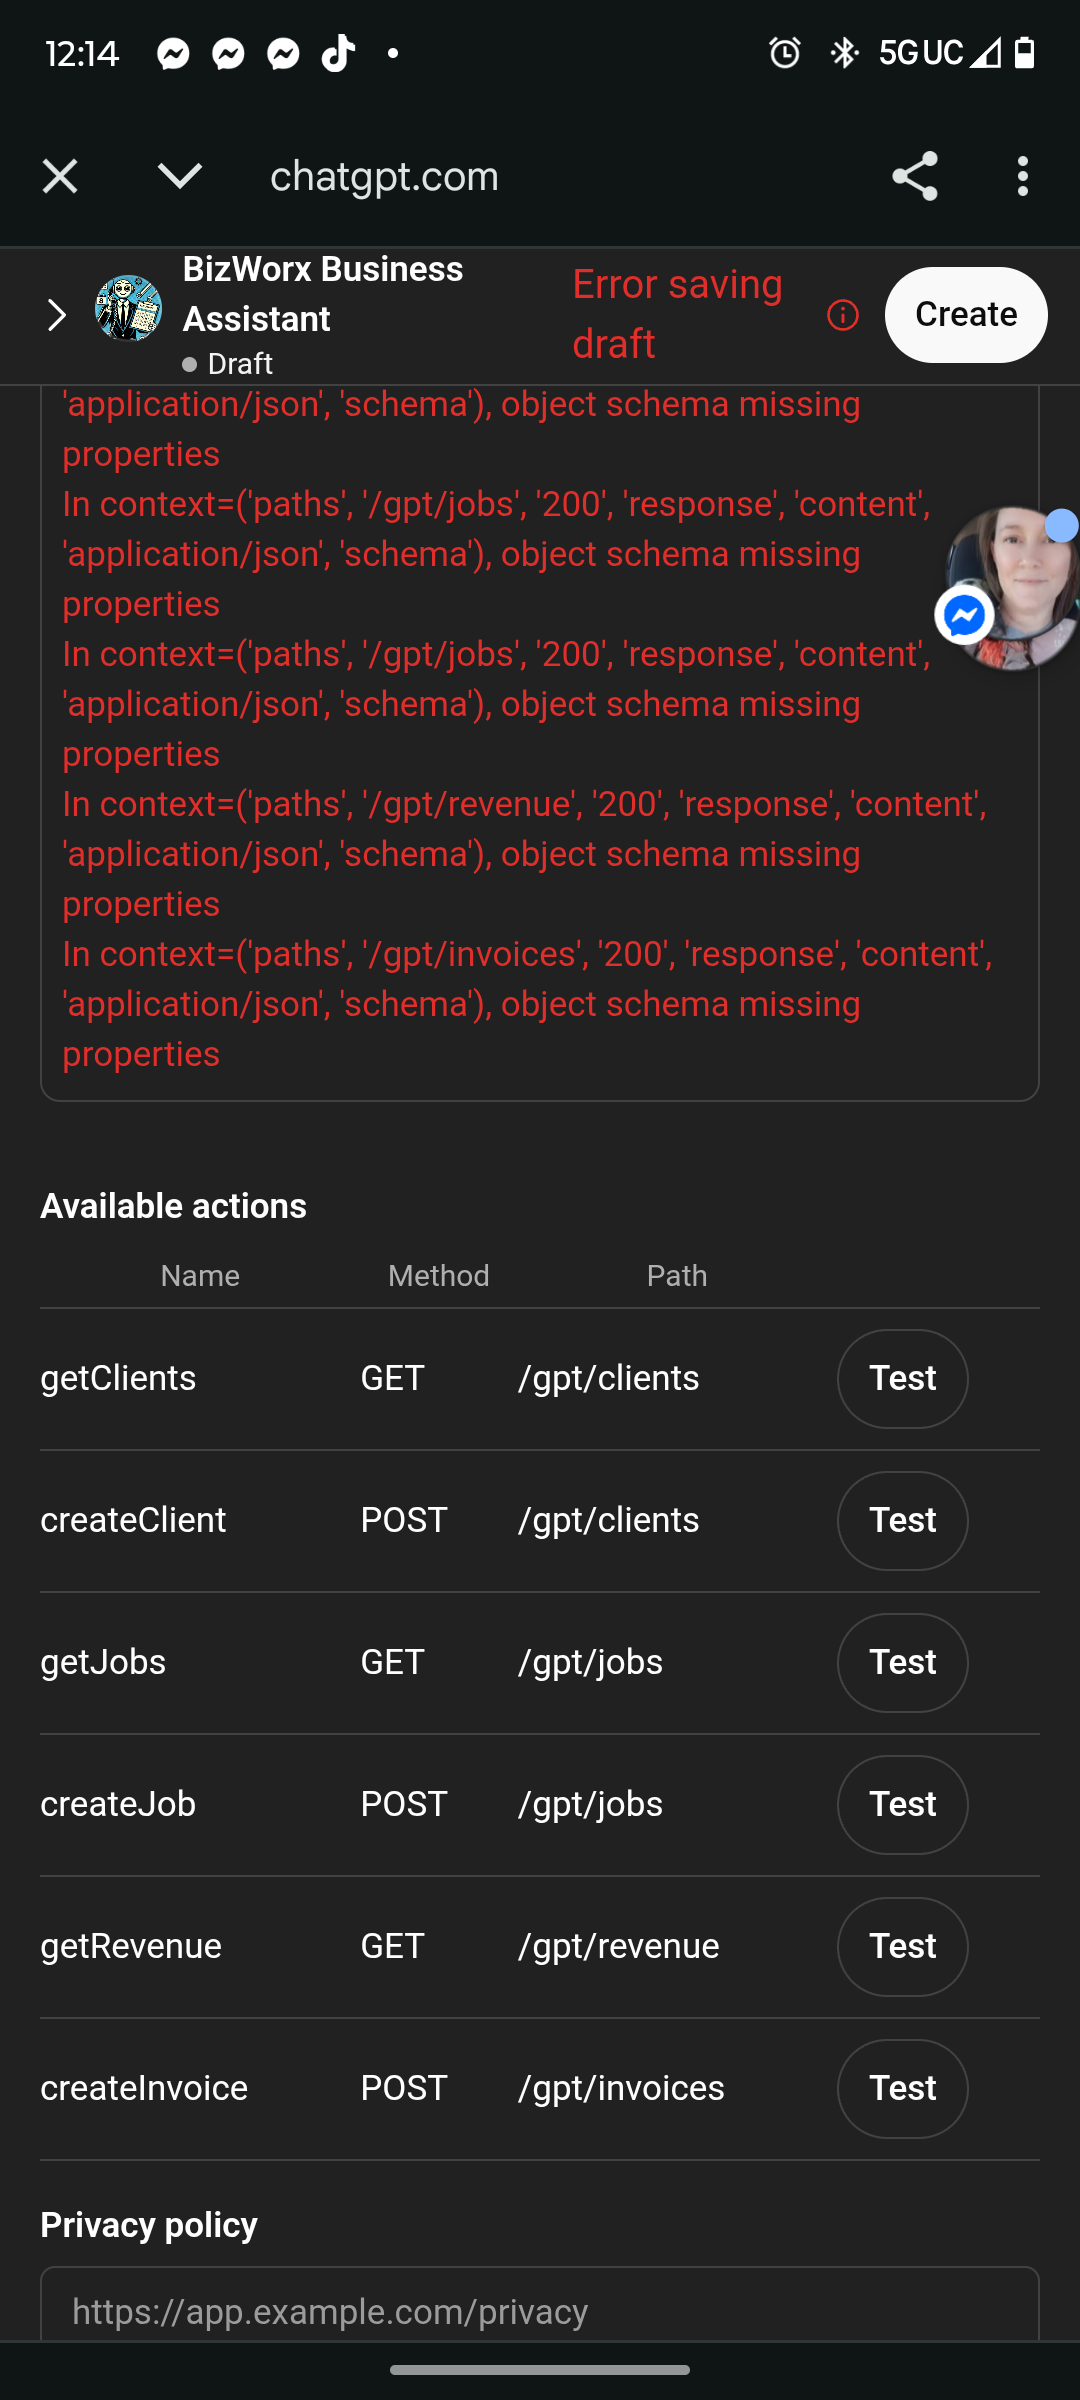 12:14
5G UC
chatgpt.com
BizWorx Business
Assistant
Draft
Error saving
draft
Create
'application/json', 'schema'), object schema missing
properties
In context=('paths', '/gpt/jobs', '200', 'response', 'content',
'application/json', 'schema'), object schema missing
properties
In context=('paths', '/gpt/jobs', '200', 'response', 'content',
'application/json', 'schema'), object schema missing
properties
In context=('paths', '/gpt/revenue', '200', 'response', 'content',
'application/json', 'schema'), object schema missing
properties
In context=('paths', '/gpt/invoices', '200', 'response', 'content',
'application/json', 'schema'), object schema missing
properties
Available actions
Name Method Path
getClients GET /gpt/clients Test
createClient POST /gpt/clients Test
getJobs GET /gpt/jobs Test
createJob POST /gpt/jobs Test
getRevenue GET /gpt/revenue Test
createInvoice POST /gpt/invoices Test
Privacy policy
https://app.example.com/privacy